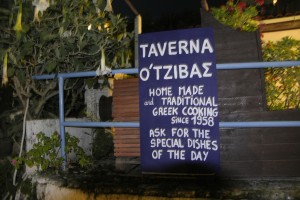 TAVERNA
O'TZIBAΣ
HOME MADE
and TRADITIONAL
GREEK COOKING
SINCE 1958
ASK FOR THE
SPECIAL DISHES
OF THE DAY